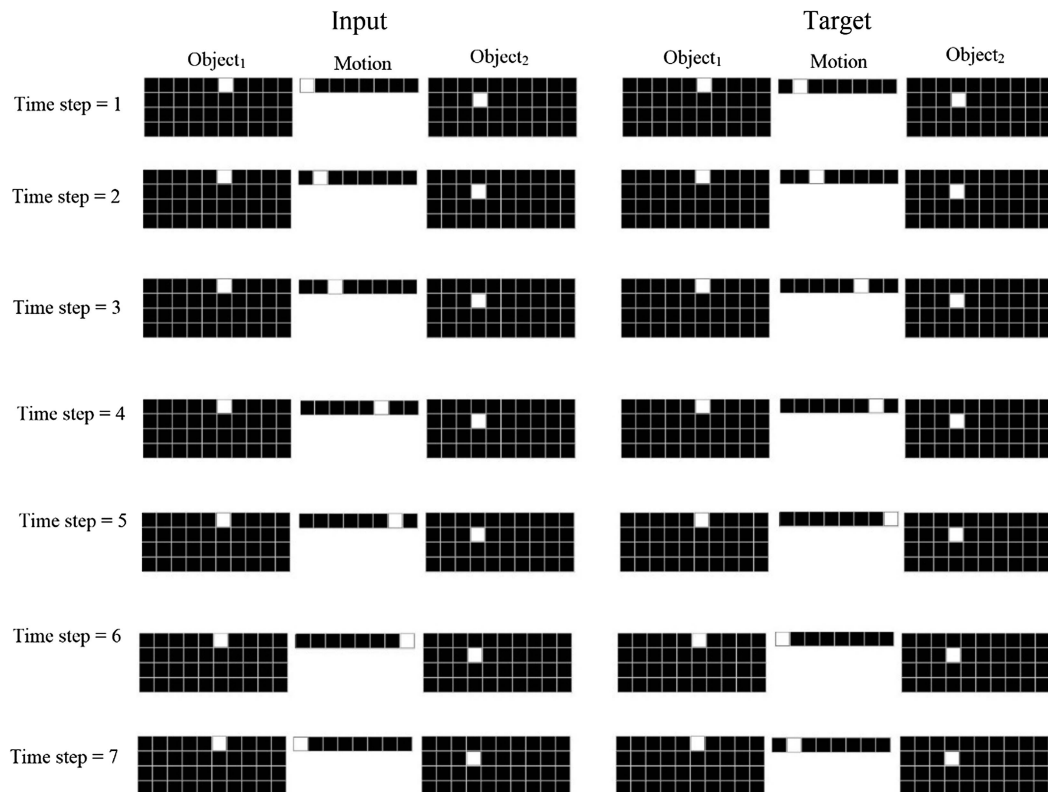 Input Target
Object₁ Motion Object₂ Object₁ Motion Object₂
Time step = 1
Time step = 2
Time step = 3
Time step = 4
Time step = 5
Time step = 6
Time step = 7